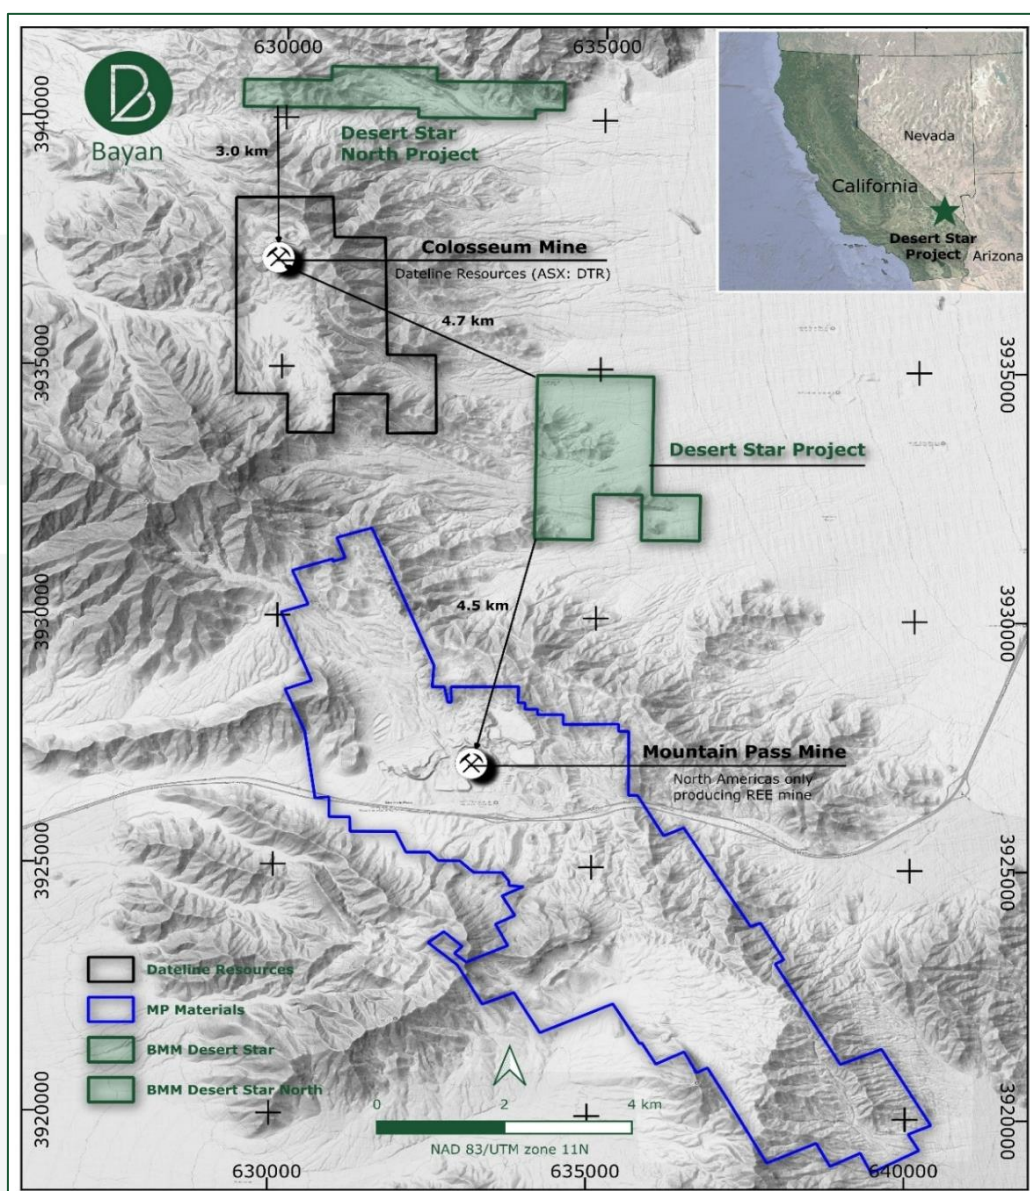 630000
635000
Bayan
3940000
Desert Star
North Project
3.0 km
Nevada
California
Desert Star
Project
Arizona
Colosseum Mine
Dateline Resources (ASX: DTR)
4.7 km
3935000
3935000
Desert Star Project
4.5 km
3930000
3930000
Mountain Pass Mine
North Americas only
producing REE mine
3925000
3925000
Dateline Resources
MP Materials
BMM Desert Star
BMM Desert Star North
3920000
3920000
0
2
4 km
NAD 83/UTM zone 11N
630000
635000
640000